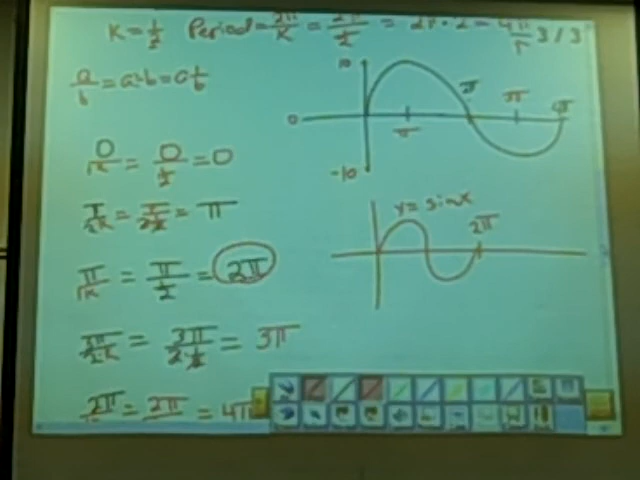 K = 1/2 Period = 2π/K = 2π/½ = 2π · 2 = 4π
3/3
a/b = a÷b = a 1/b
10
0
-10
π
2π
3π
4π
0/K = 0/½ = 0
π/2K = π/2·½ = π
y = sin x
2π
π/K = π/½ = 2π
3π/2K = 3π/2·½ = 3π
2π = 2π = 4π